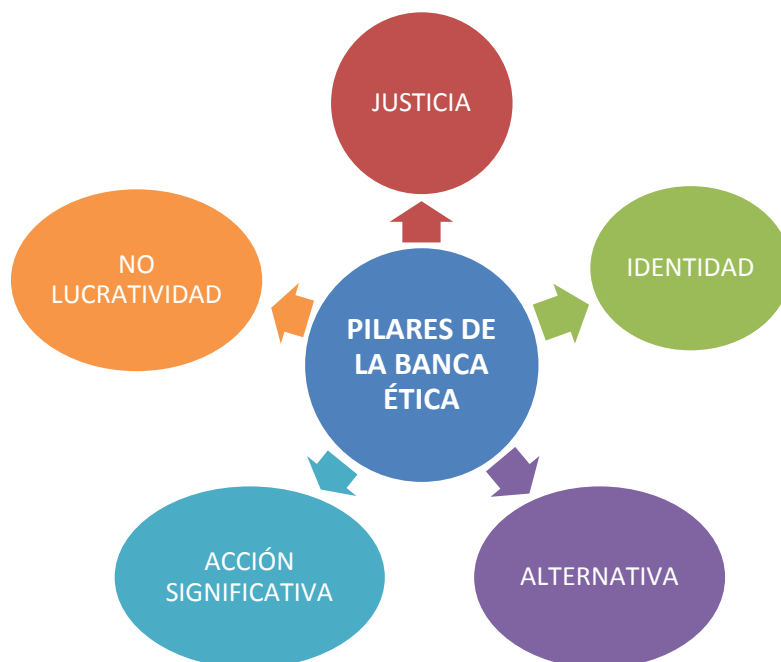 JUSTICIA
IDENTIDAD
NO
LUCRATIVIDAD
PILARES DE
LA BANCA
ÉTICA
ACCIÓN
SIGNIFICATIVA
ALTERNATIVA